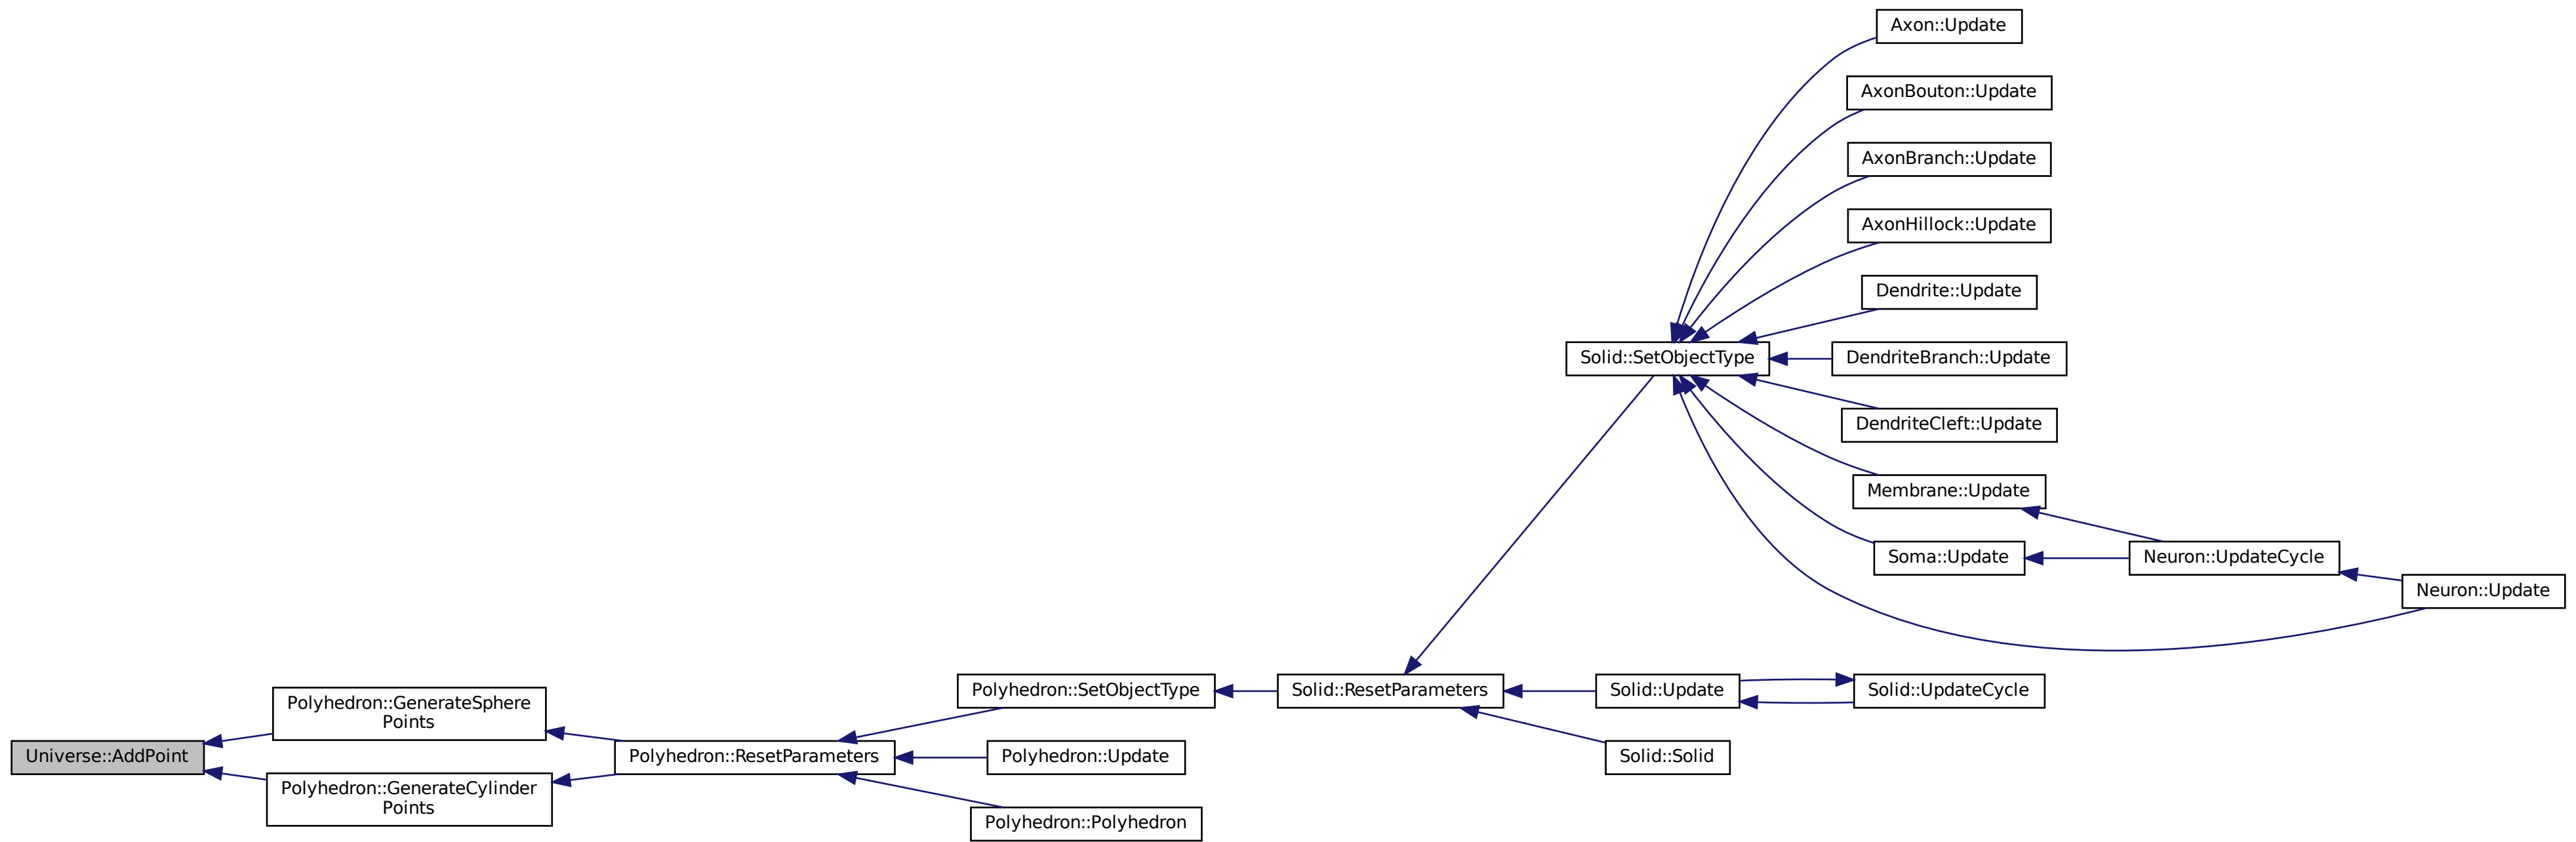 Axon::Update
AxonBouton::Update
AxonBranch::Update
AxonHillock::Update
Dendrite::Update
Solid::SetObjectType
DendriteBranch::Update
DendriteCleft::Update
Membrane::Update
Soma::Update
Neuron::UpdateCycle
Neuron::Update
Polyhedron::SetObjectType
Solid::ResetParameters
Solid::Update
Solid::UpdateCycle
Polyhedron::GenerateSphere
Points
Universe::AddPoint
Polyhedron::ResetParameters
Polyhedron::Update
Solid::Solid
Polyhedron::GenerateCylinder
Points
Polyhedron::Polyhedron